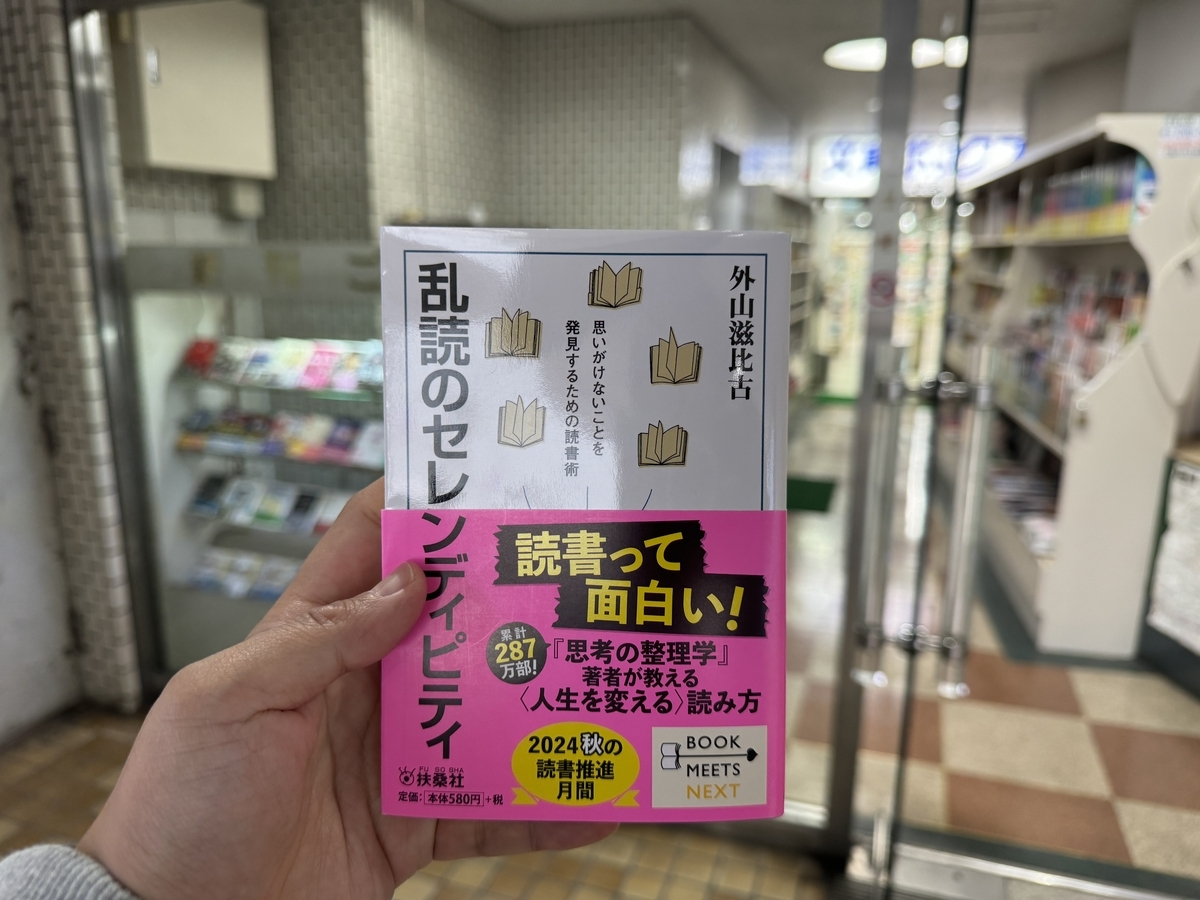 外山滋比古
思いがけないことを
発見するための読書術
乱読のセレンディピティ
読書って
面白い!
累計
287
万部!
『思考の整理学』
著者が教える
〈人生を変える〉読み方
2024秋の
読書推進
月間
BOOK
MEETS
NEXT
FU SO SHA
扶桑社
定価:本体580円+税